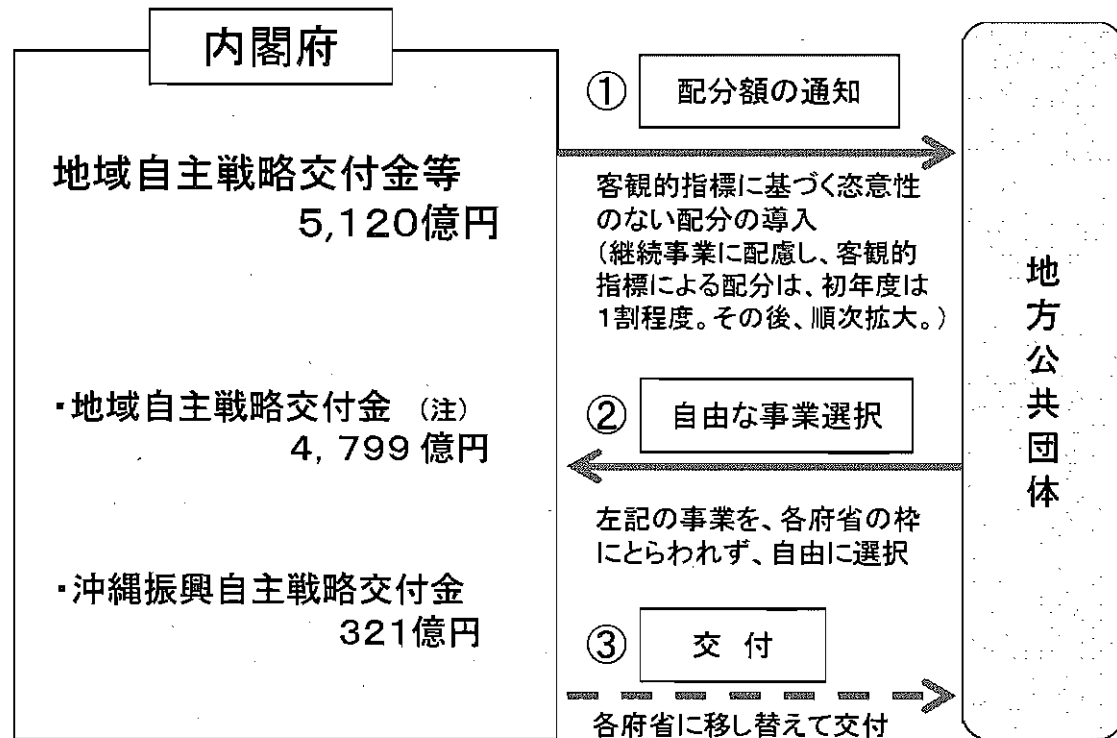 内閣府
地域自主戦略交付金等
5,120億円
・地域自主戦略交付金 (注)
4,799億円
・沖縄振興自主戦略交付金
321億円
① 配分額の通知
客観的指標に基づく恣意性
のない配分の導入
(継続事業に配慮し、客観的
指標による配分は、初年度は
1割程度。その後、順次拡大。)
② 自由な事業選択
左記の事業を、各府省の枠
にとらわれず、自由に選択
③ 交付
各府省に移し替えて交付
地方公共団体